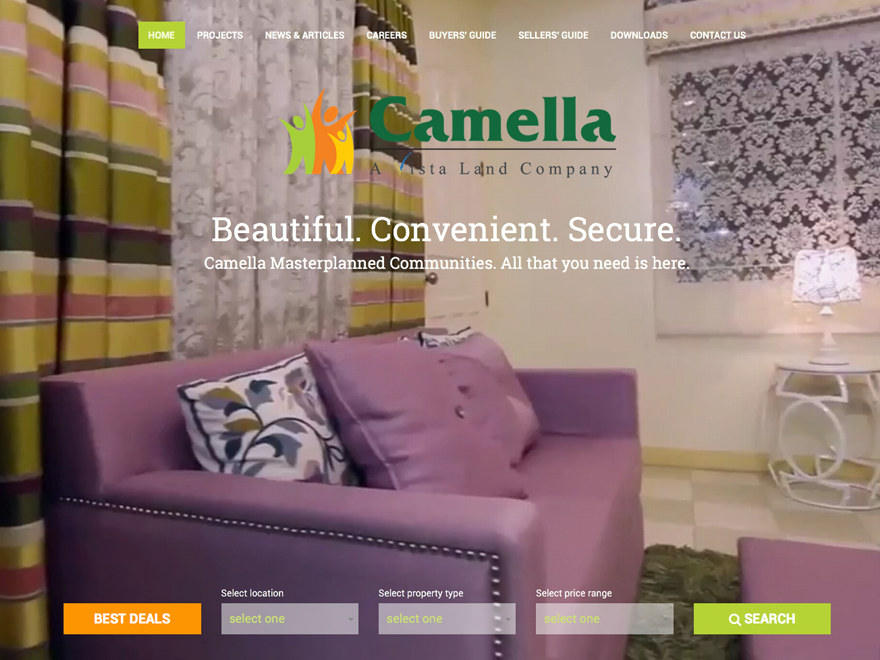 HOME PROJECTS NEWS & ARTICLES CAREERS BUYERS' GUIDE SELLERS' GUIDE DOWNLOADS CONTACT US
Camella
A Vista Land Company
Beautiful. Convenient. Secure.
Camella Masterplanned Communities. All that you need is here.
Select location Select property type Select price range
BEST DEALS select one select one select one SEARCH